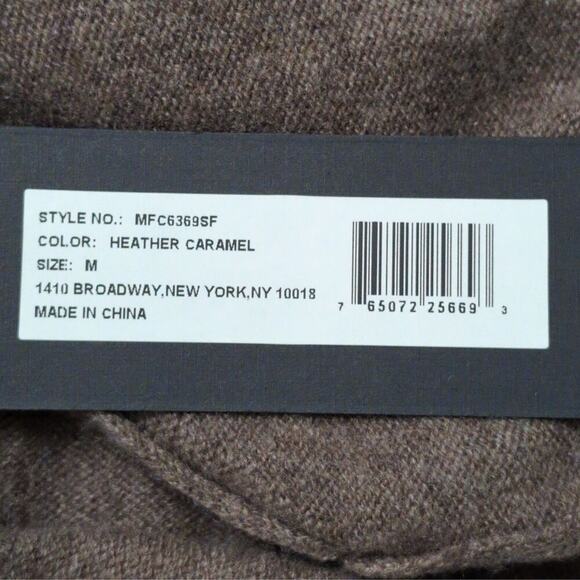 STYLE NO.: MFC6369SF
COLOR: HEATHER CARAMEL
SIZE: M
1410 BROADWAY,NEW YORK,NY 10018
MADE IN CHINA
7 65072 25669 3